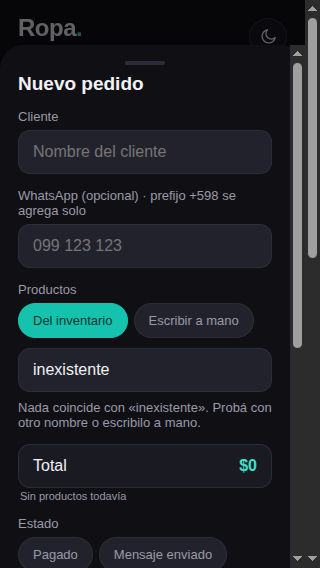 Ropa.
Nuevo pedido
Cliente
Nombre del cliente
WhatsApp (opcional) · prefijo +598 se
agrega solo
099 123 123
Productos
Del inventario
Escribir a mano
inexistente
Nada coincide con «inexistente». Probá con
otro nombre o escribilo a mano.
Total $0
Sin productos todavía
Estado
Pagado
Mensaje enviado